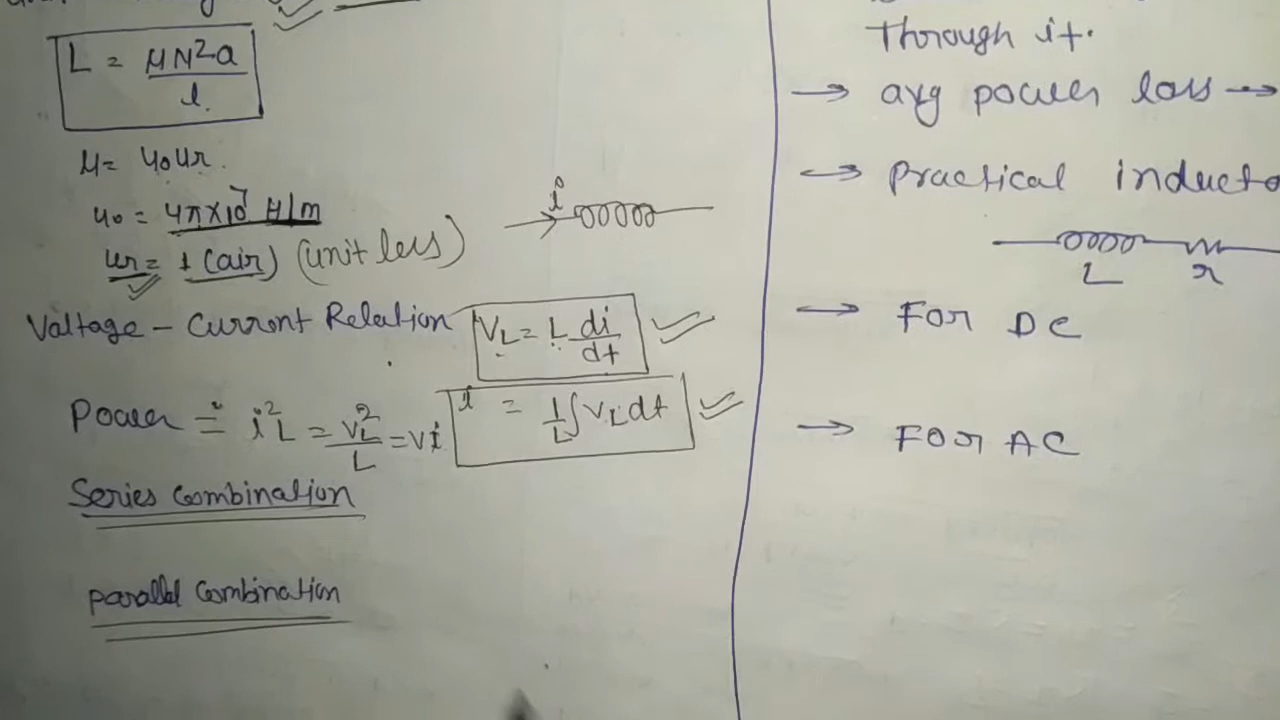 L = μN²a / l
μ = μ₀μr.
μ₀ = 4π×10⁻⁷ H/m
μr = 1 (air) (unit less)
i
Voltage - Current Relation VL = L di/dt
Power = i²L = VL²/L = Vi
i = 1/L ∫VL dt
Series Combination
parallel Combination
Through it.
→ avg power loss →
→ Practical inducto
L r
→ For DC
→ For AC